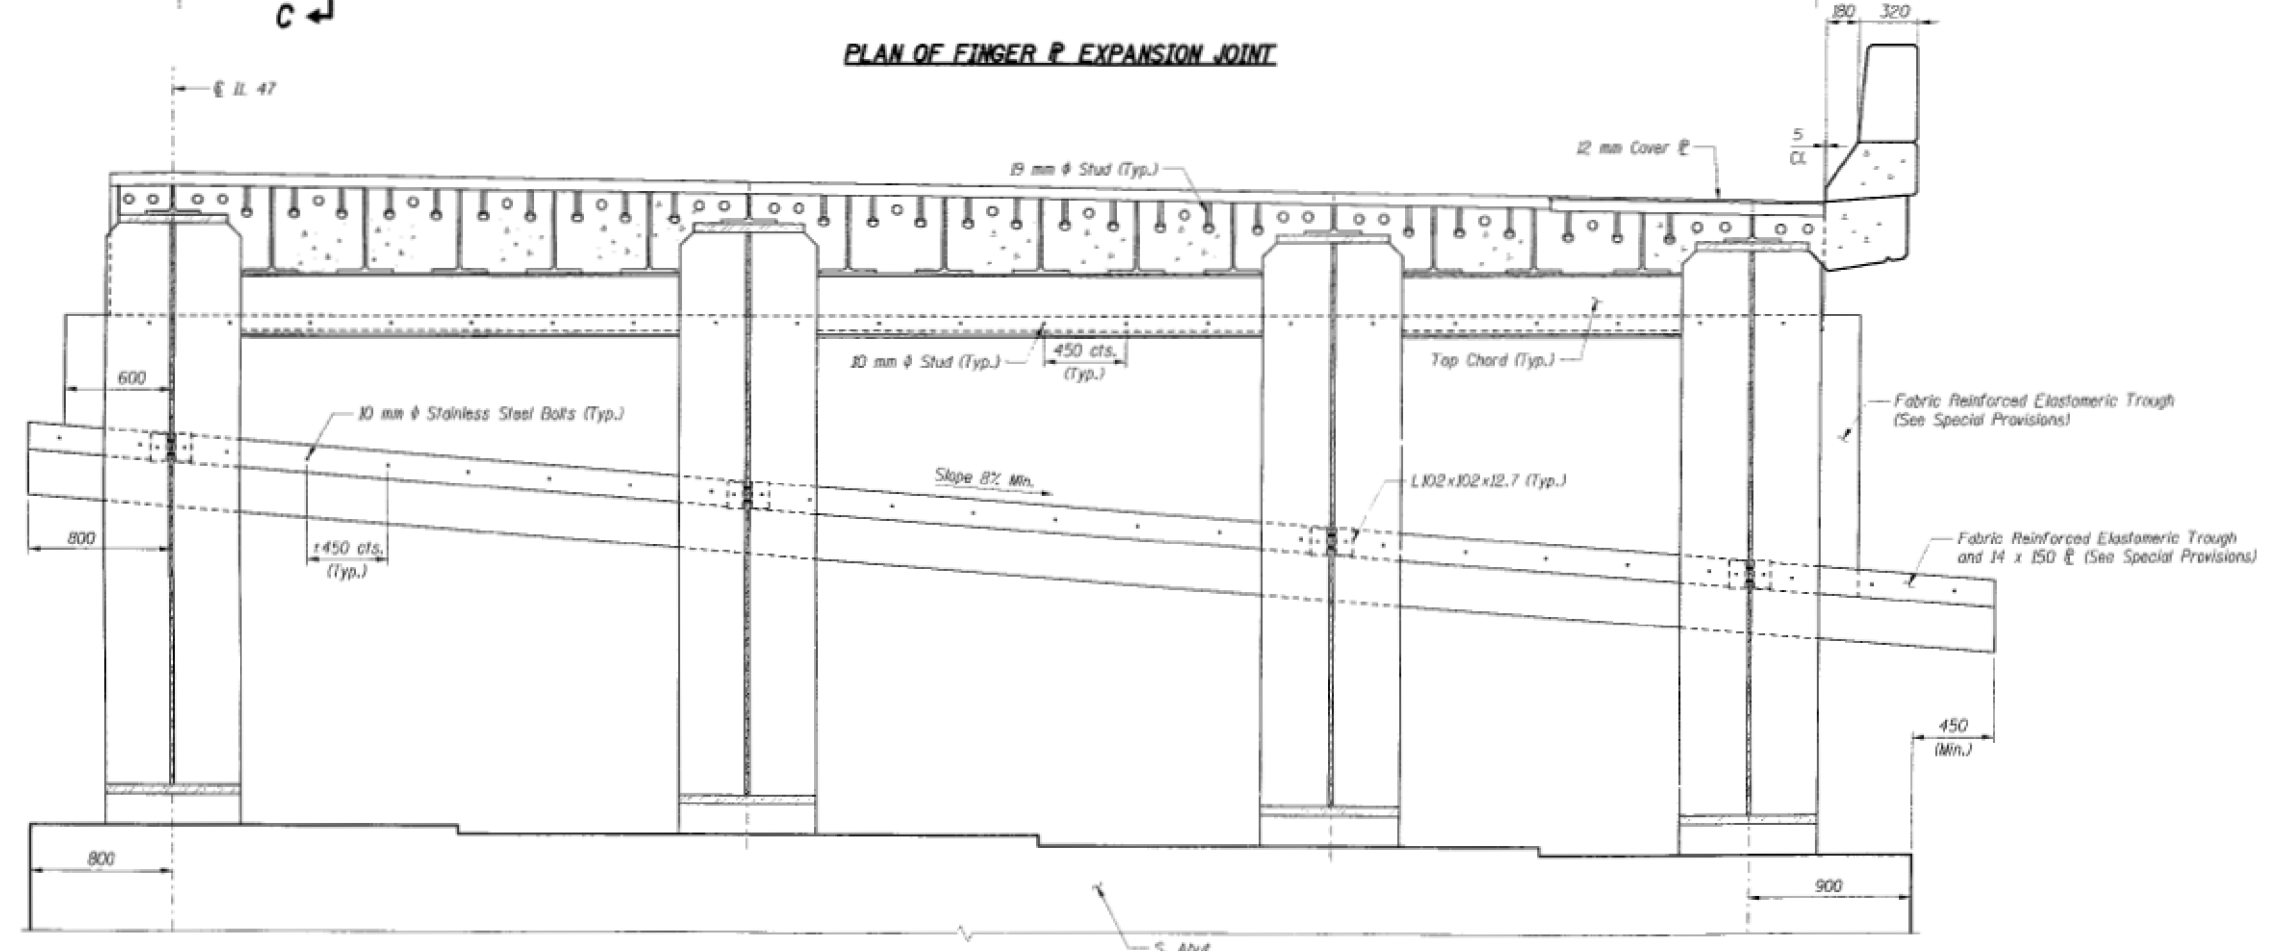 C
180 320
PLAN OF FINGER ⅊ EXPANSION JOINT
℄ IL 47
5
CL
12 mm Cover ⅊
19 mm ϕ Stud (Typ.)
10 mm ϕ Stud (Typ.)
450 cts.
(Typ.)
Top Chord (Typ.)
600
10 mm ϕ Stainless Steel Bolts (Typ.)
Fabric Reinforced Elastomeric Trough
(See Special Provisions)
Slope 8% Min.
L102x102x12.7 (Typ.)
800
±450 cts.
(Typ.)
Fabric Reinforced Elastomeric Trough
and 14 x 150 ⅊ (See Special Provisions)
450
(Min.)
800
900
S. Abut.